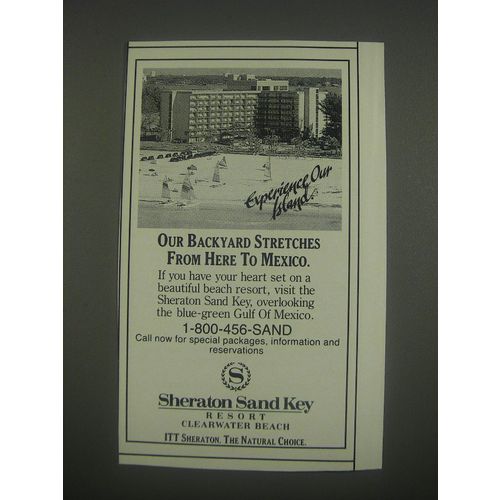 Experience Our
Island.
OUR BACKYARD STRETCHES
FROM HERE TO MEXICO.
If you have your heart set on a
beautiful beach resort, visit the
Sheraton Sand Key, overlooking
the blue-green Gulf Of Mexico.
1-800-456-SAND
Call now for special packages, information and
reservations
S
Sheraton Sand Key
RESORT
CLEARWATER BEACH
ITT SHERATON. THE NATURAL CHOICE.